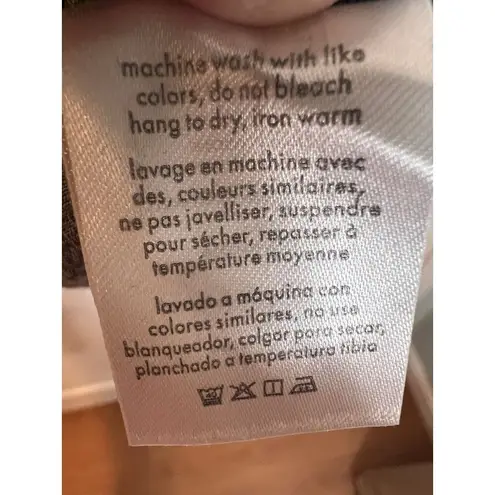 machine wash with like
colors, do not bleach
hang to dry, iron warm
lavage en machine avec
des, couleurs similaires,
ne pas javelliser, suspendre
pour sécher, repasser à
température moyenne
lavado a máquina con
colores similares, no use
blanqueador, colgar para secar,
planchado a temperatura tibia